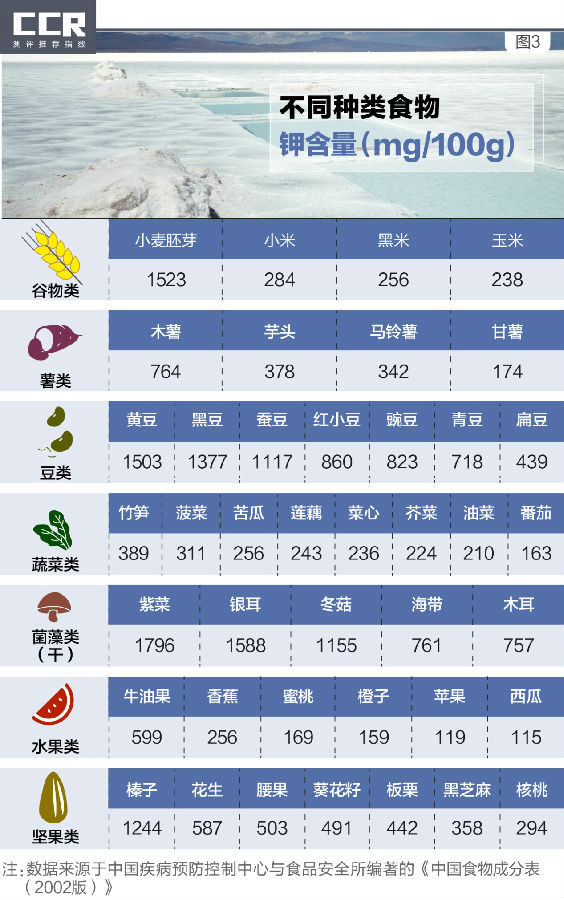 CCR
测评推荐指数
图3
不同种类食物
钾含量(mg/100g)
小麦胚芽 小米 黑米 玉米
1523 284 256 238
谷物类
木薯 芋头 马铃薯 甘薯
764 378 342 174
薯类
黄豆 黑豆 蚕豆 红小豆 豌豆 青豆 扁豆
1503 1377 1117 860 823 718 439
豆类
竹笋 菠菜 苦瓜 莲藕 菜心 芥菜 油菜 番茄
389 311 256 243 236 224 210 163
蔬菜类
紫菜 银耳 冬菇 海带 木耳
1796 1588 1155 761 757
菌藻类
(干)
牛油果 香蕉 蜜桃 橙子 苹果 西瓜
599 256 169 159 119 115
水果类
榛子 花生 腰果 葵花籽 板栗 黑芝麻 核桃
1244 587 503 491 442 358 294
坚果类
注:数据来源于中国疾病预防控制中心与食品安全所编著的《中国食物成分表
(2002版)》